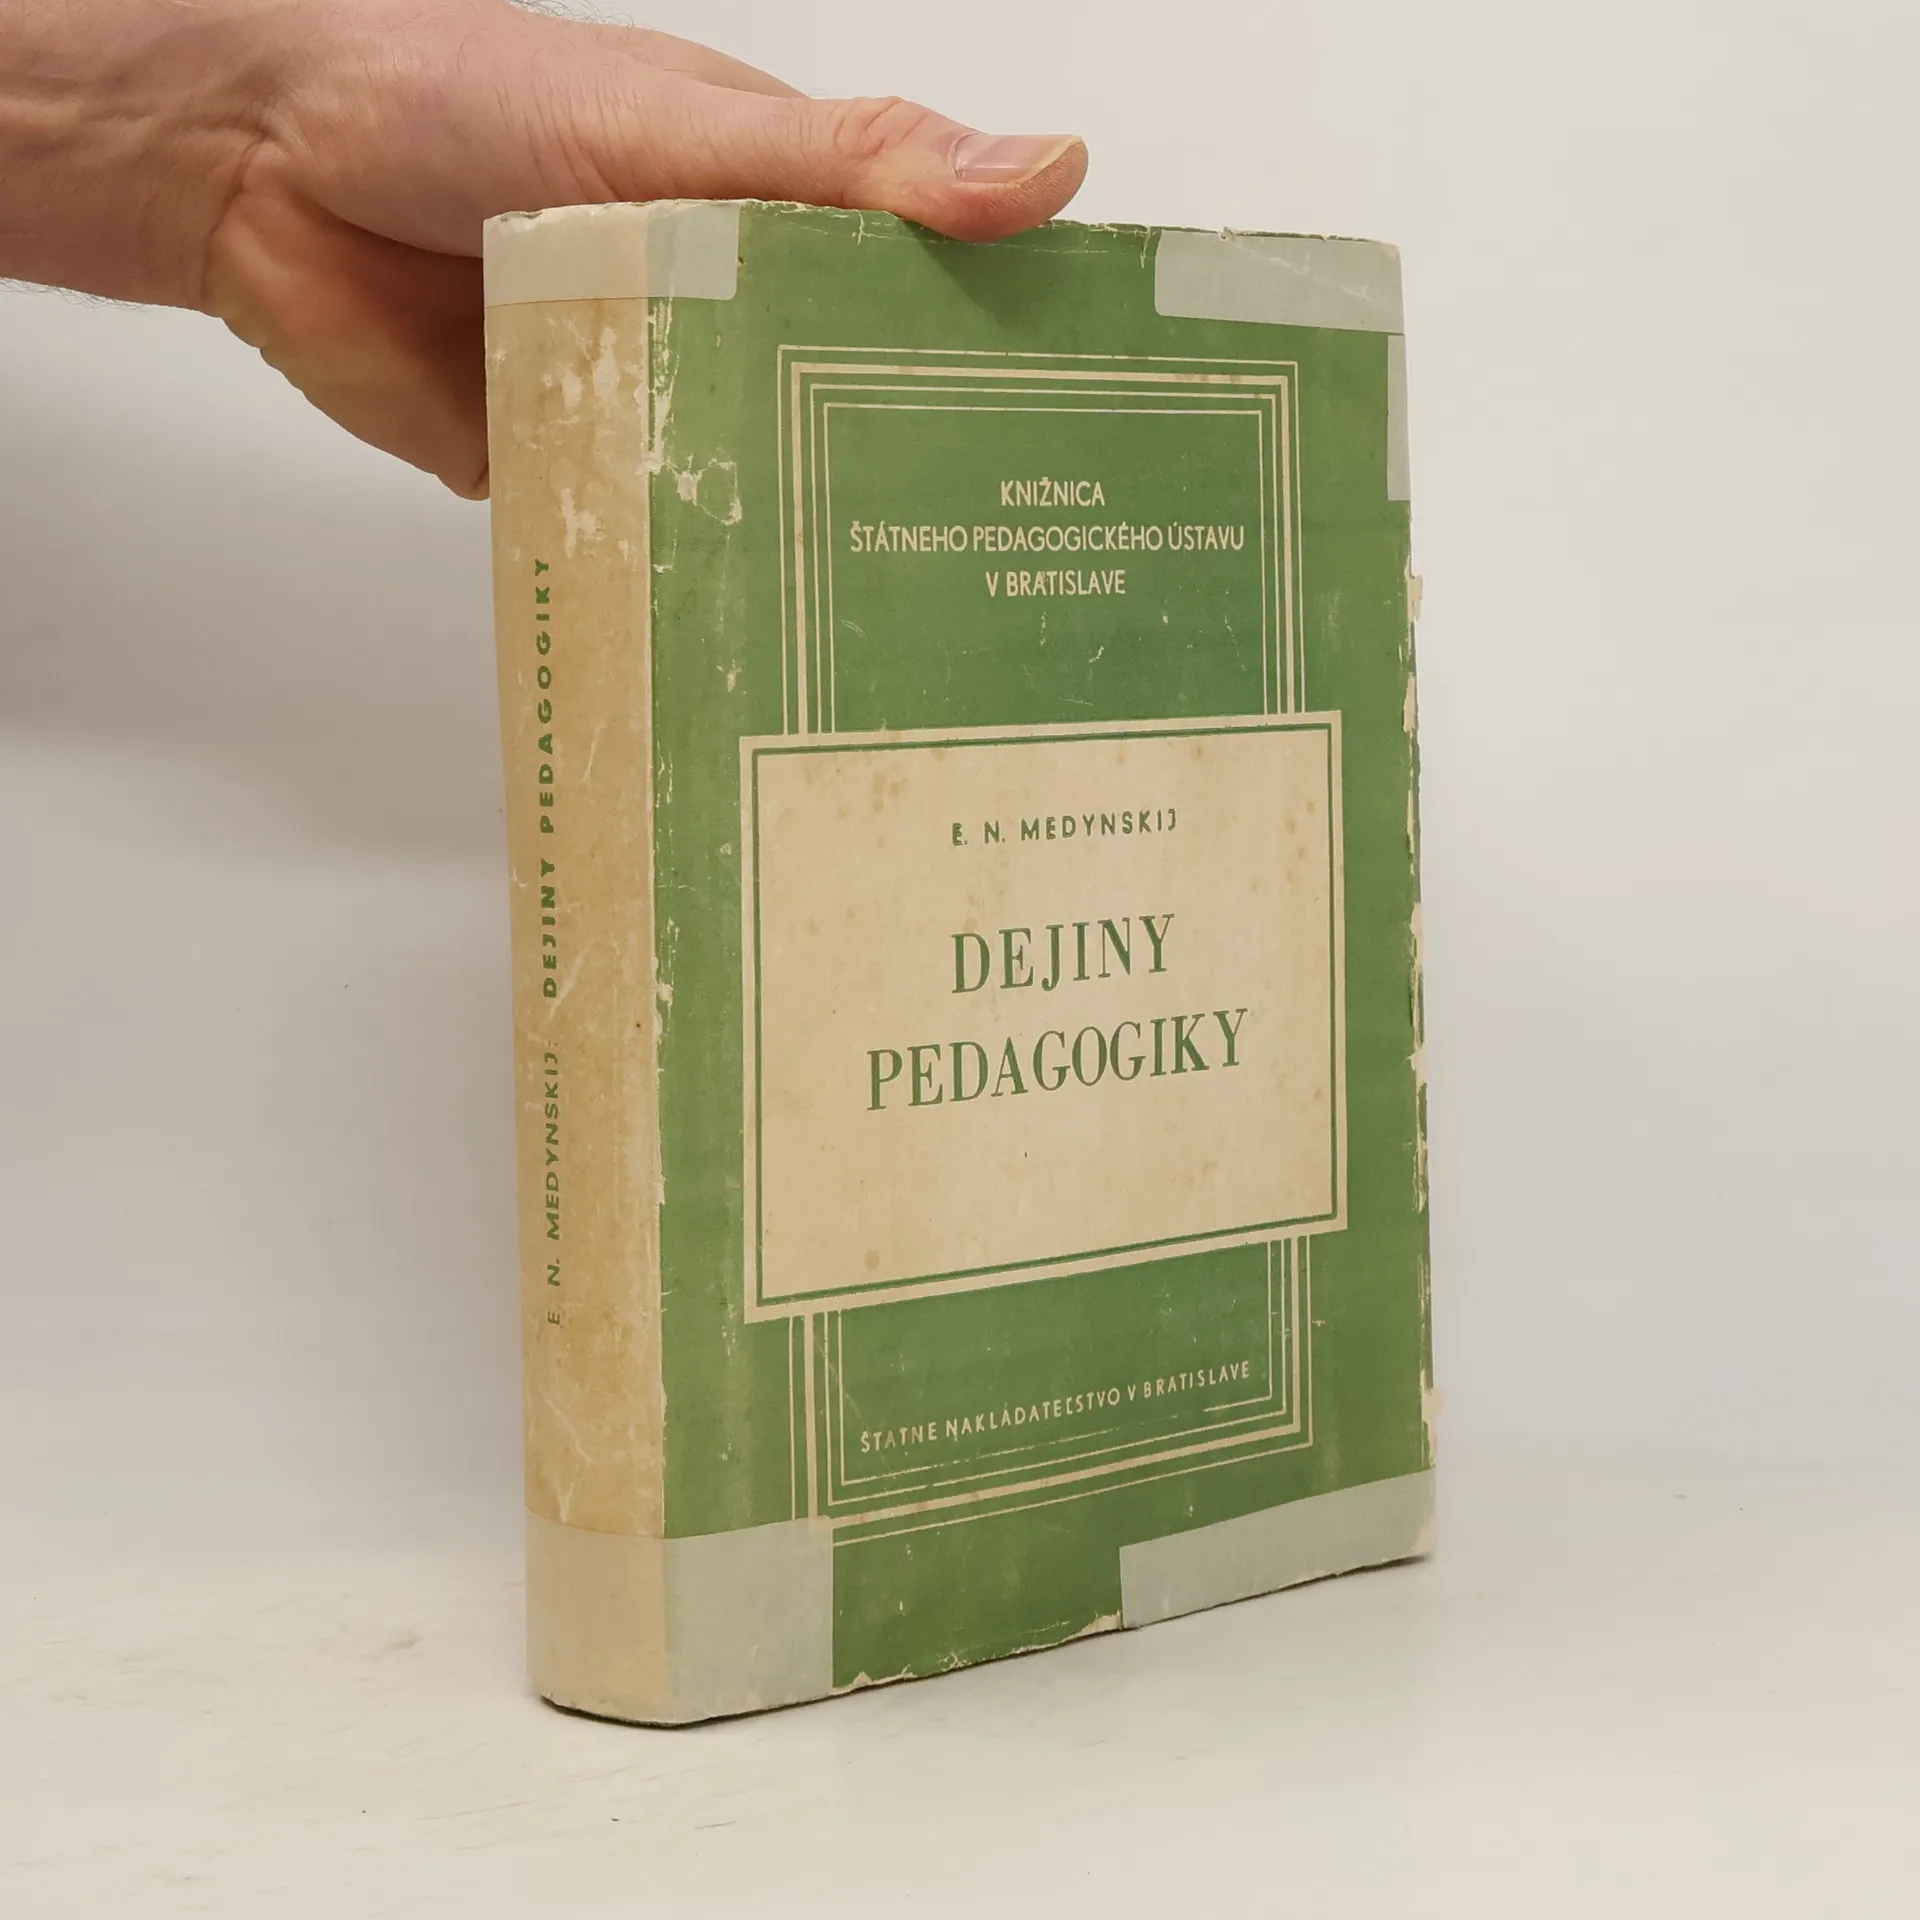 E. N. MEDYNSKIJ: DEJINY PEDAGOGIKY
KNIŽNICA
ŠTÁTNEHO PEDAGOGICKÉHO ÚSTAVU
V BRATISLAVE
E. N. MEDYNSKIJ
DEJINY
PEDAGOGIKY
ŠTÁTNE NAKLADATEĽSTVO V BRATISLAVE